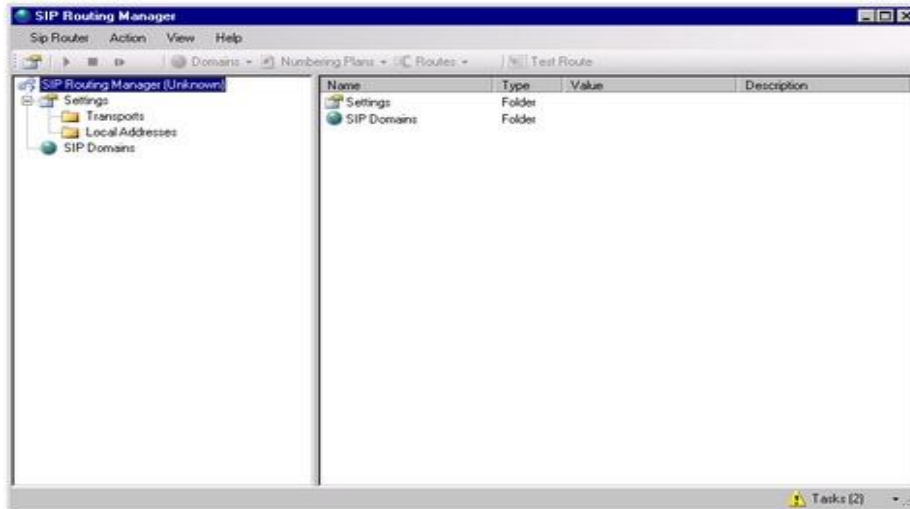 SIP Routing Manager
Sip Router Action View Help
Domains Numbering Plans Routes Test Route
SIP Routing Manager (Unknown)
Settings
Transports
Local Addresses
SIP Domains
Name Type Value Description
Settings Folder
SIP Domains Folder
Tasks (2)